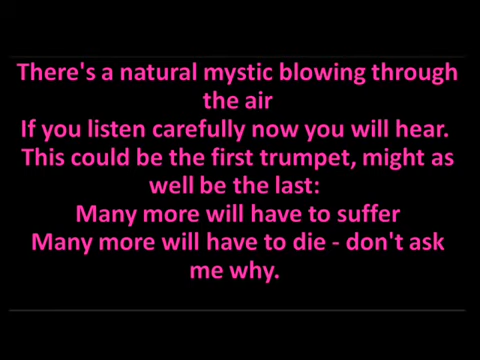 There's a natural mystic blowing through
the air
If you listen carefully now you will hear.
This could be the first trumpet, might as
well be the last:
Many more will have to suffer
Many more will have to die - don't ask
me why.